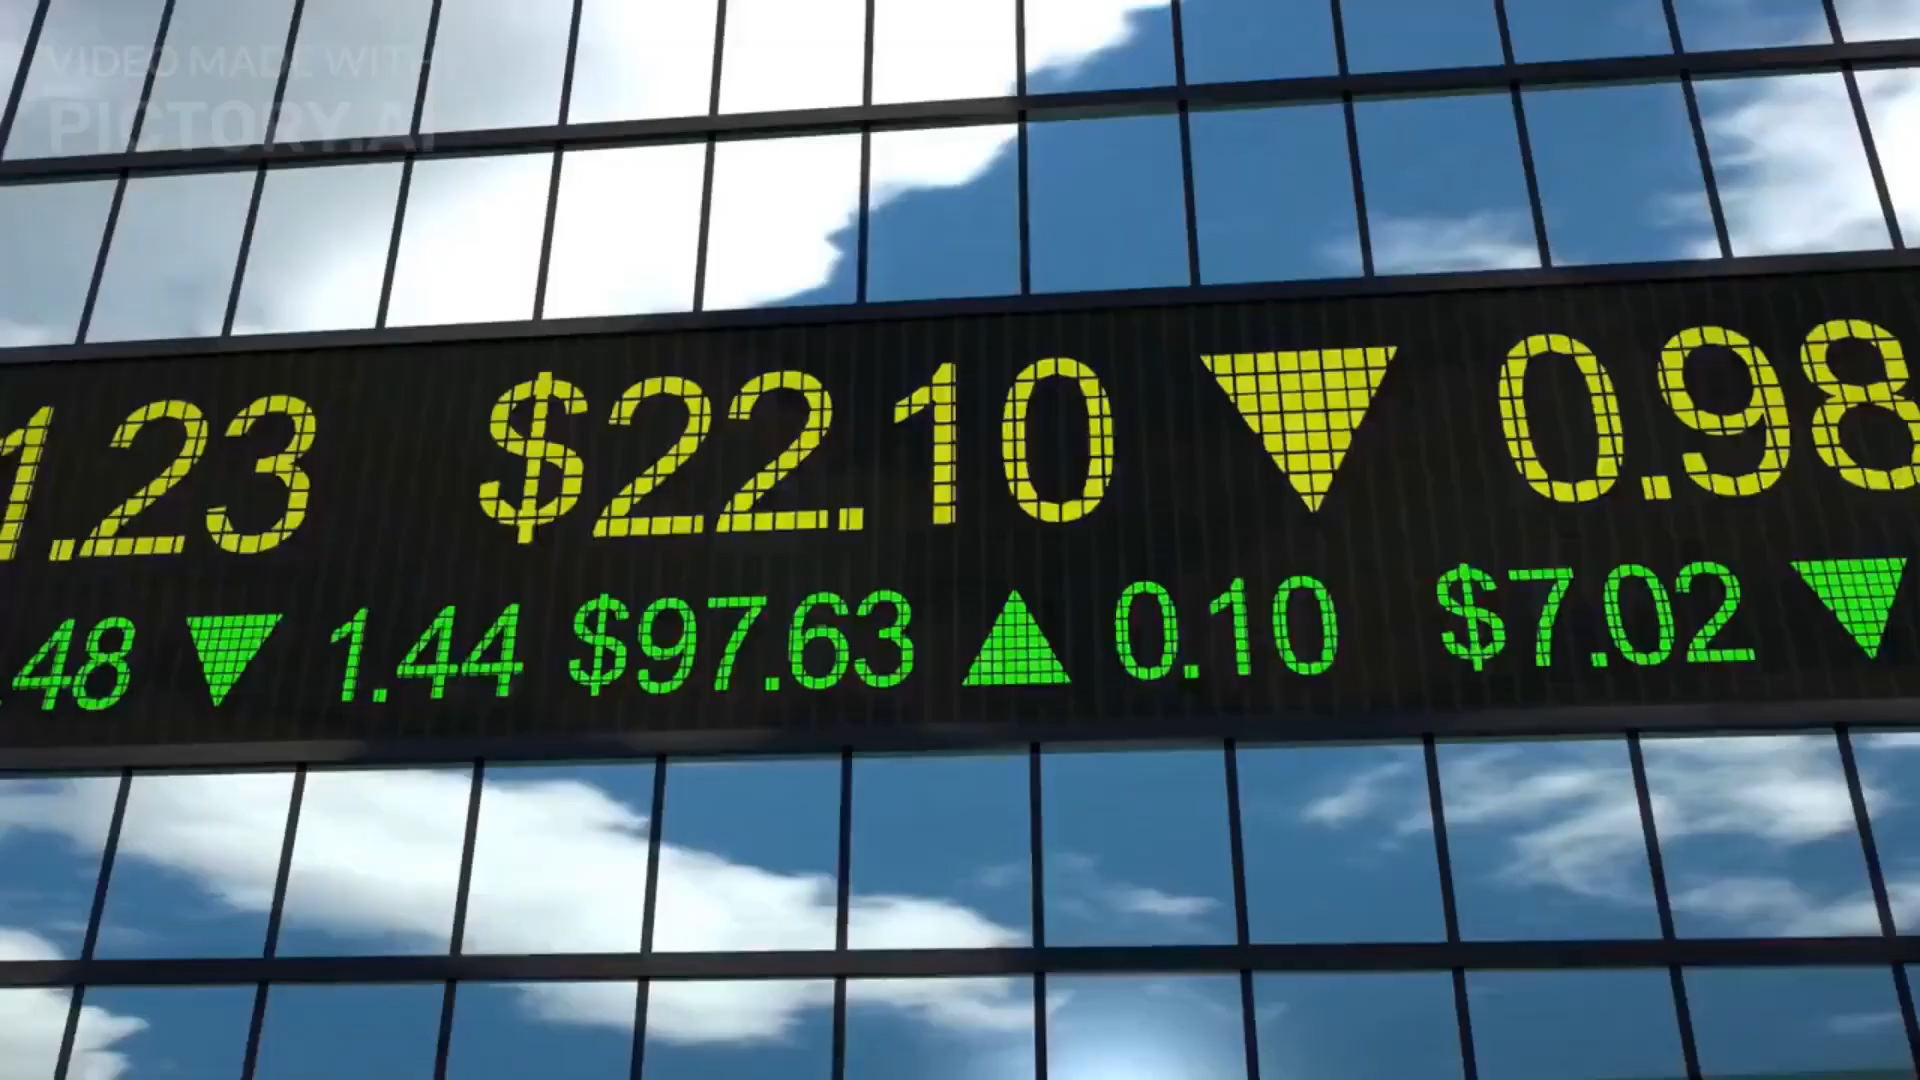 VIDEO MADE WITH
PICTORY.AI
1.23 $22.10 ▼ 0.98
.48 ▼ 1.44 $97.63 ▲ 0.10 $7.02 ▼